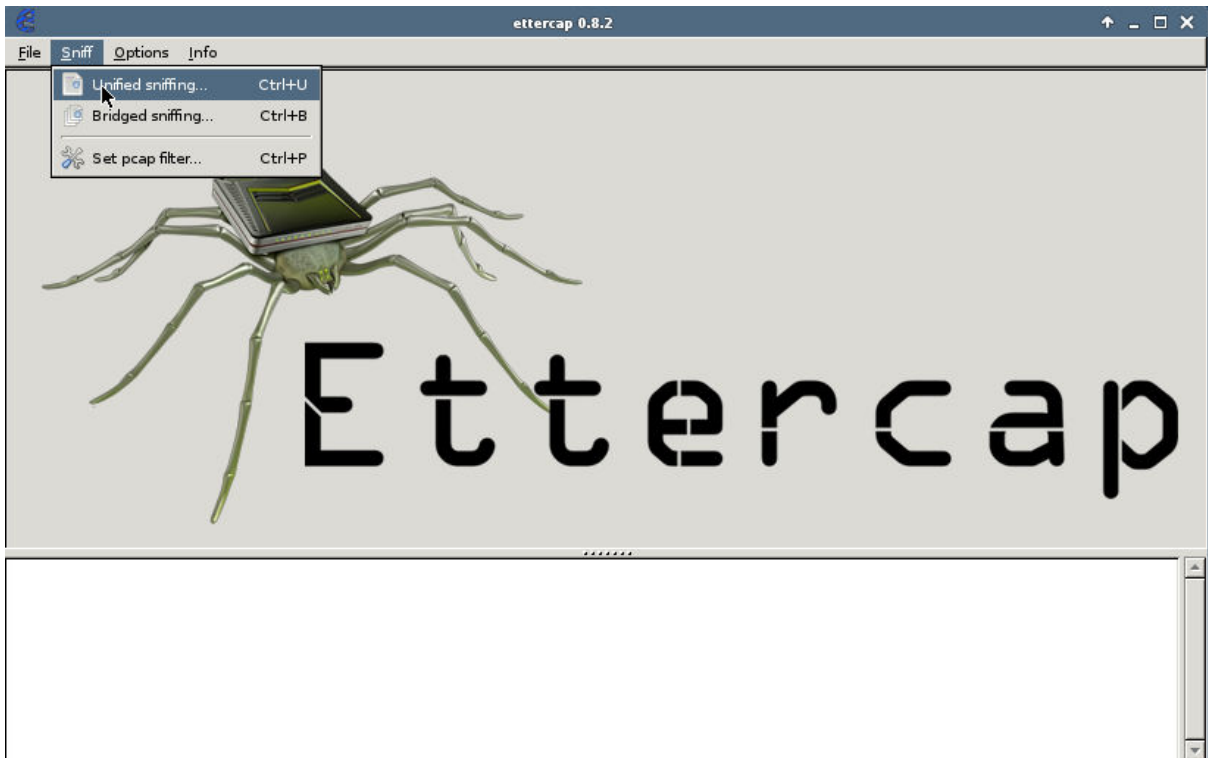 ettercap 0.8.2
File Sniff Options Info
Unified sniffing... Ctrl+U
Bridged sniffing... Ctrl+B
Set pcap filter... Ctrl+P
Ettercap